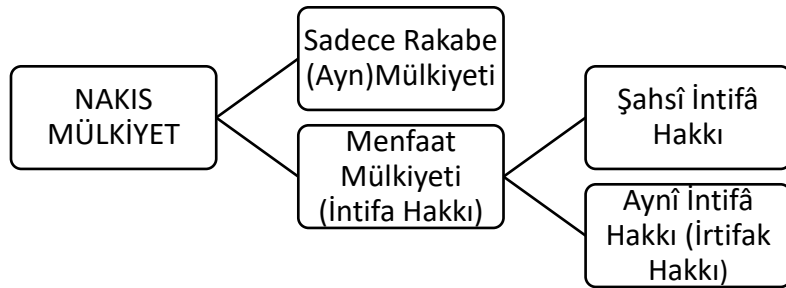 NAKIS
MÜLKİYET
Sadece Rakabe
(Ayn)Mülkiyeti
Menfaat
Mülkiyeti
(İntifa Hakkı)
Şahsî İntifâ
Hakkı
Aynî İntifâ
Hakkı (İrtifak
Hakkı)